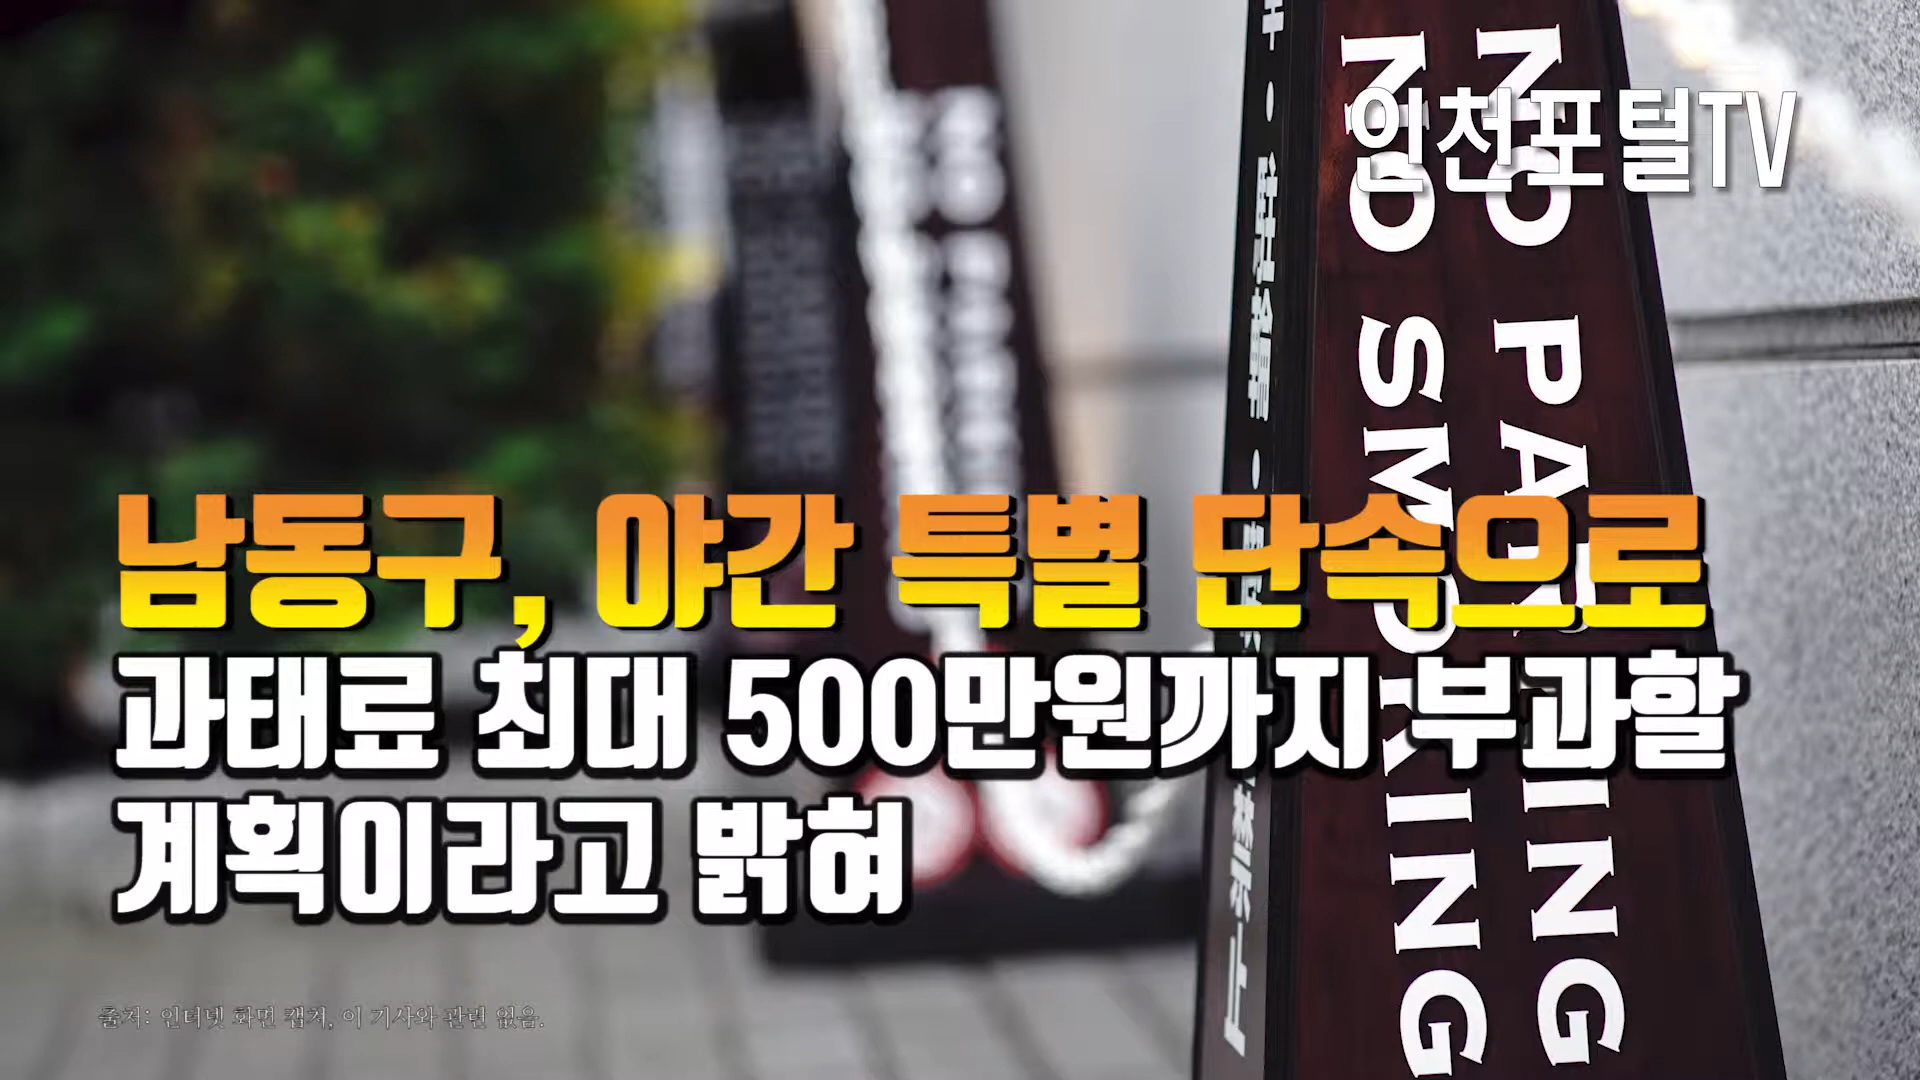 인천포털TV
NO PARKING
NO SMOKING
남동구, 야간 특별 단속으로
과태료 최대 500만원까지 부과할
계획이라고 밝혀
출처: 인터넷 화면 캡처, 이 기사와 관련 없음.